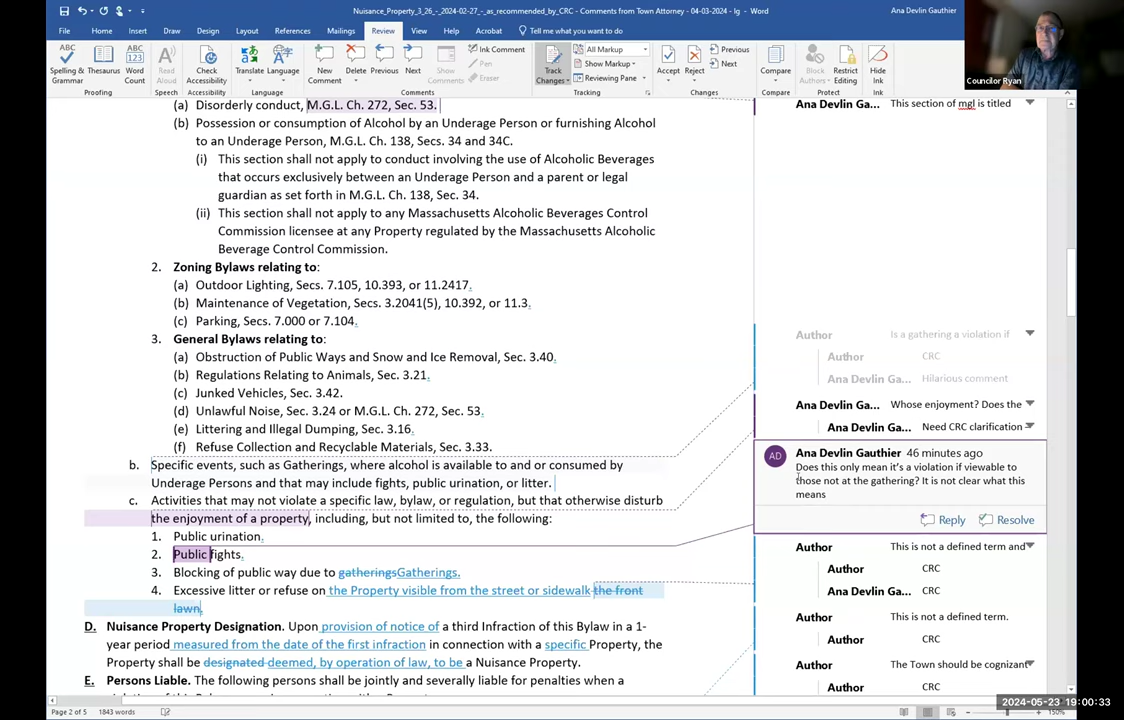 Nuisance_Property_3_26_-_2024-02-27_-_as_recommended_by_CRC - Comments from Town Attorney - 04-03-2024 - lg - Word
Ana Devlin Gauthier
File Home Insert Draw Design Layout References Mailings Review View Help Acrobat Tell me what you want to do
Spelling & Grammar
Thesaurus
Word Count
Proofing
Read Aloud
Speech
Check Accessibility
Accessibility
Translate
Language
Language
New Comment
Delete
Previous
Next
Show Comments
Comments
Ink Comment
Pen
Eraser
Track Changes
All Markup
Show Markup
Reviewing Pane
Tracking
Accept
Reject
Previous
Next
Changes
Compare
Compare
Block Authors
Restrict Editing
Protect
Hide Ink
Ink
Councilor Ryan
(a) Disorderly conduct, M.G.L. Ch. 272, Sec. 53.
(b) Possession or consumption of Alcohol by an Underage Person or furnishing Alcohol
to an Underage Person, M.G.L. Ch. 138, Secs. 34 and 34C.
(i) This section shall not apply to conduct involving the use of Alcoholic Beverages
that occurs exclusively between an Underage Person and a parent or legal
guardian as set forth in M.G.L. Ch. 138, Sec. 34.
(ii) This section shall not apply to any Massachusetts Alcoholic Beverages Control
Commission licensee at any Property regulated by the Massachusetts Alcoholic
Beverage Control Commission.
2. Zoning Bylaws relating to:
(a) Outdoor Lighting, Secs. 7.105, 10.393, or 11.2417.
(b) Maintenance of Vegetation, Secs. 3.2041(5), 10.392, or 11.3.
(c) Parking, Secs. 7.000 or 7.104.
3. General Bylaws relating to:
(a) Obstruction of Public Ways and Snow and Ice Removal, Sec. 3.40.
(b) Regulations Relating to Animals, Sec. 3.21.
(c) Junked Vehicles, Sec. 3.42.
(d) Unlawful Noise, Sec. 3.24 or M.G.L. Ch. 272, Sec. 53.
(e) Littering and Illegal Dumping, Sec. 3.16.
(f) Refuse Collection and Recyclable Materials, Sec. 3.33.
b. Specific events, such as Gatherings, where alcohol is available to and or consumed by
Underage Persons and that may include fights, public urination, or litter.
c. Activities that may not violate a specific law, bylaw, or regulation, but that otherwise disturb
the enjoyment of a property, including, but not limited to, the following:
1. Public urination.
2. Public fights.
3. Blocking of public way due to gatheringsGatherings.
4. Excessive litter or refuse on the Property visible from the street or sidewalk the front
lawn.
D. Nuisance Property Designation. Upon provision of notice of a third Infraction of this Bylaw in a 1-
year period measured from the date of the first infraction in connection with a specific Property, the
Property shall be designated deemed, by operation of law, to be a Nuisance Property.
E. Persons Liable. The following persons shall be jointly and severally liable for penalties when a
Ana Devlin Ga... This section of mgl is titled
Author Is a gathering a violation if
Author CRC
Ana Devlin Ga... Hilarious comment
Ana Devlin Ga... Whose enjoyment? Does the
Ana Devlin Ga... Need CRC clarification
AD
Ana Devlin Gauthier 46 minutes ago
Does this only mean it's a violation if viewable to
those not at the gathering? It is not clear what this
means
Reply Resolve
Author This is not a defined term and
Author CRC
Ana Devlin Ga... CRC
Author This is not a defined term.
Author CRC
Author The Town should be cognizant
Author CRC
Page 2 of 5 1843 words
150%
2024-05-23 19:00:33